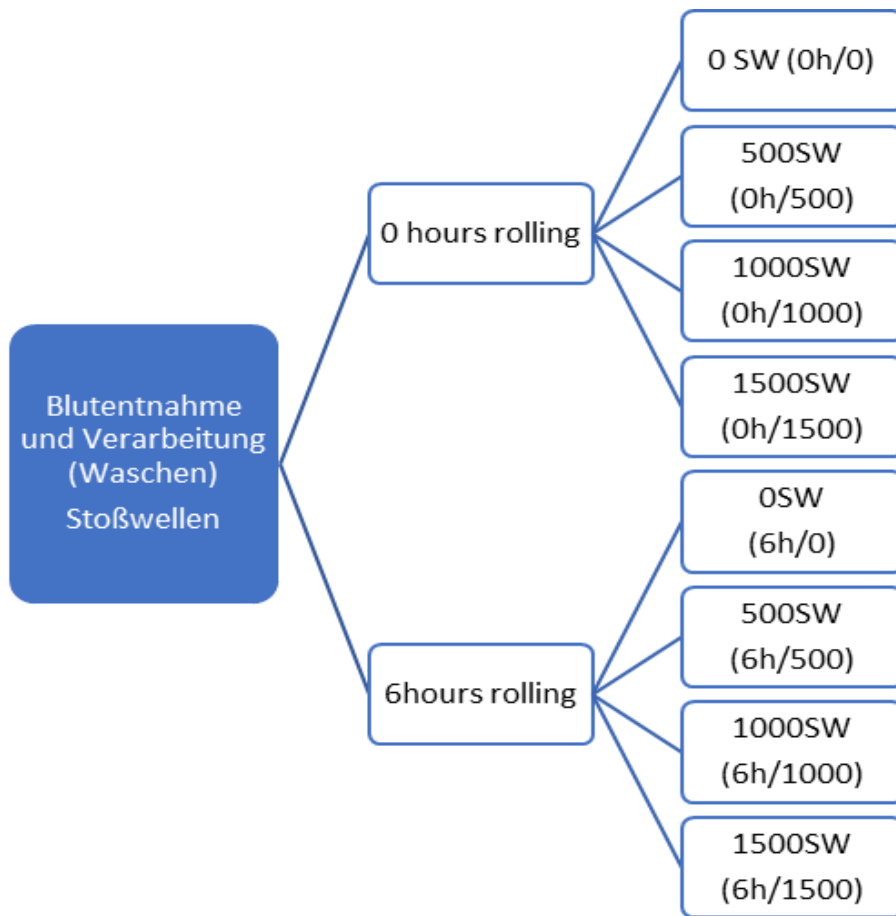 Blutentnahme
und Verarbeitung
(Waschen)
Stoßwellen
0 hours rolling
0 SW (0h/0)
500SW
(0h/500)
1000SW
(0h/1000)
1500SW
(0h/1500)
6hours rolling
0SW
(6h/0)
500SW
(6h/500)
1000SW
(6h/1000)
1500SW
(6h/1500)